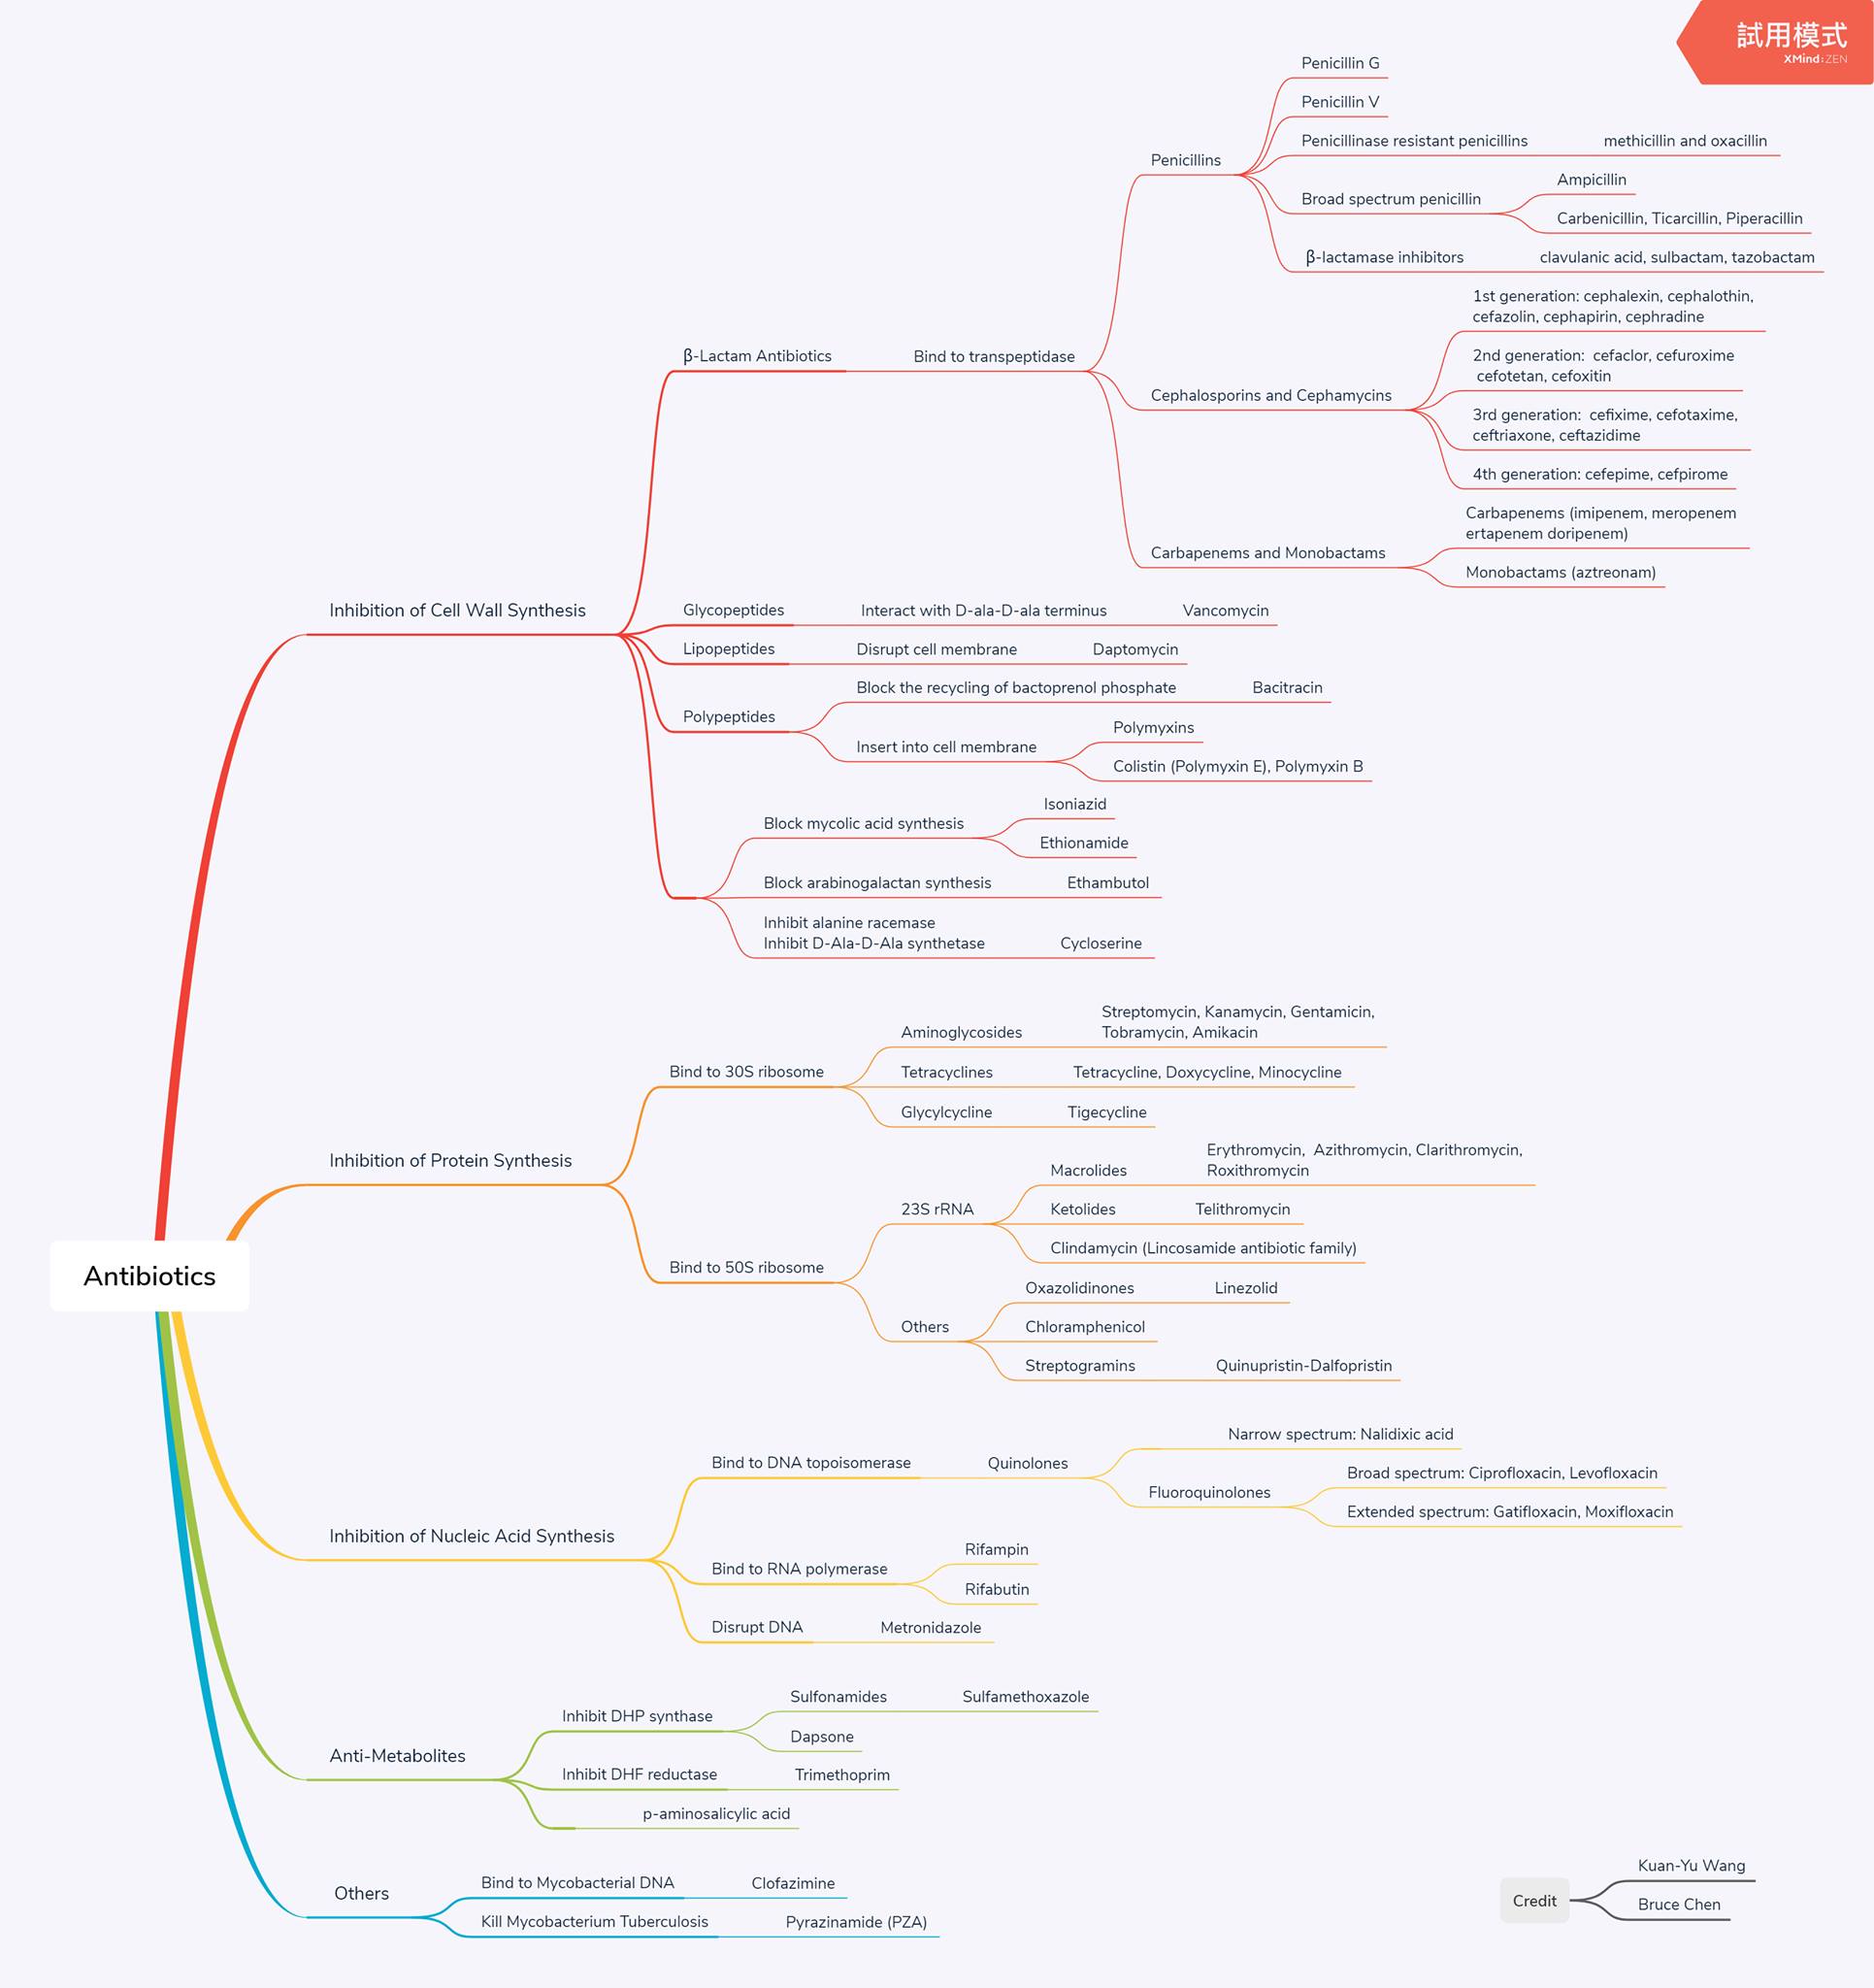 試用模式
XMind:ZEN
Antibiotics
Inhibition of Cell Wall Synthesis
β-Lactam Antibiotics
Bind to transpeptidase
Penicillins
Penicillin G
Penicillin V
Penicillinase resistant penicillins
methicillin and oxacillin
Broad spectrum penicillin
Ampicillin
Carbenicillin, Ticarcillin, Piperacillin
β-lactamase inhibitors
clavulanic acid, sulbactam, tazobactam
Cephalosporins and Cephamycins
1st generation: cephalexin, cephalothin,
cefazolin, cephapirin, cephradine
2nd generation:  cefaclor, cefuroxime
cefotetan, cefoxitin
3rd generation:  cefixime, cefotaxime,
ceftriaxone, ceftazidime
4th generation: cefepime, cefpirome
Carbapenems and Monobactams
Carbapenems (imipenem, meropenem
ertapenem doripenem)
Monobactams (aztreonam)
Glycopeptides
Interact with D-ala-D-ala terminus
Vancomycin
Lipopeptides
Disrupt cell membrane
Daptomycin
Polypeptides
Block the recycling of bactoprenol phosphate
Bacitracin
Insert into cell membrane
Polymyxins
Colistin (Polymyxin E), Polymyxin B
Block mycolic acid synthesis
Isoniazid
Ethionamide
Block arabinogalactan synthesis
Ethambutol
Inhibit alanine racemase
Inhibit D-Ala-D-Ala synthetase
Cycloserine
Inhibition of Protein Synthesis
Bind to 30S ribosome
Aminoglycosides
Streptomycin, Kanamycin, Gentamicin,
Tobramycin, Amikacin
Tetracyclines
Tetracycline, Doxycycline, Minocycline
Glycylcycline
Tigecycline
Bind to 50S ribosome
23S rRNA
Macrolides
Erythromycin,  Azithromycin, Clarithromycin,
Roxithromycin
Ketolides
Telithromycin
Clindamycin (Lincosamide antibiotic family)
Others
Oxazolidinones
Linezolid
Chloramphenicol
Streptogramins
Quinupristin-Dalfopristin
Inhibition of Nucleic Acid Synthesis
Bind to DNA topoisomerase
Quinolones
Narrow spectrum: Nalidixic acid
Fluoroquinolones
Broad spectrum: Ciprofloxacin, Levofloxacin
Extended spectrum: Gatifloxacin, Moxifloxacin
Bind to RNA polymerase
Rifampin
Rifabutin
Disrupt DNA
Metronidazole
Anti-Metabolites
Inhibit DHP synthase
Sulfonamides
Sulfamethoxazole
Dapsone
Inhibit DHF reductase
Trimethoprim
p-aminosalicylic acid
Others
Bind to Mycobacterial DNA
Clofazimine
Kill Mycobacterium Tuberculosis
Pyrazinamide (PZA)
Credit
Kuan-Yu Wang
Bruce Chen